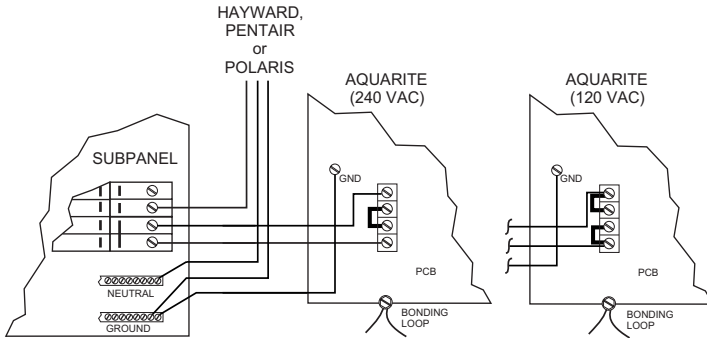 HAYWARD,
PENTAIR
or
POLARIS
AQUARITE
(240 VAC)
AQUARITE
(120 VAC)
SUBPANEL
GND
GND
PCB
PCB
NEUTRAL
GROUND
BONDING
LOOP
BONDING
LOOP